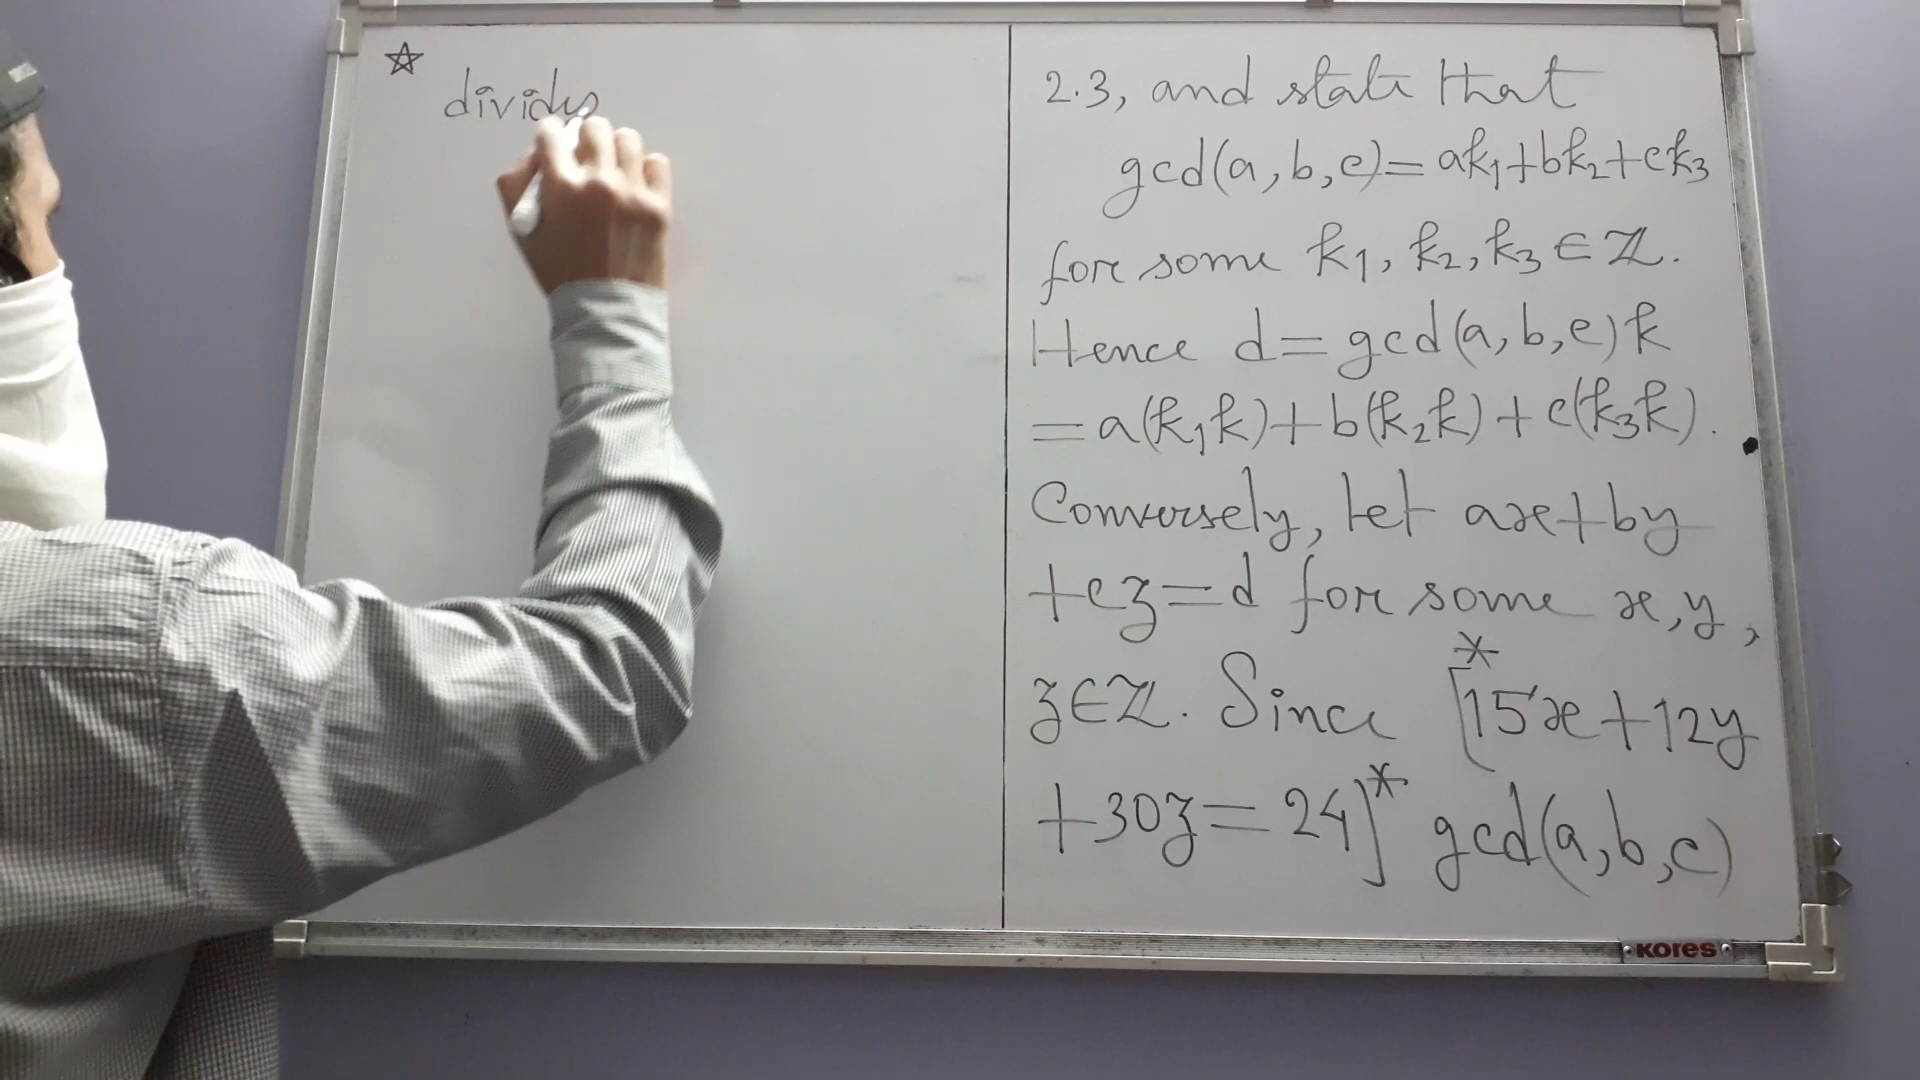 ☆
divides
2.3, and state that
gcd(a, b, c) = ak₁ + bk₂ + ck₃
for some k₁, k₂, k₃ ∈ ℤ.
Hence d = gcd(a, b, c)k
= a(k₁k) + b(k₂k) + c(k₃k).
Conversely, let ax + by
+ cz = d for some x, y,
z ∈ ℤ. Since *[15x + 12y
+ 30z = 24]* gcd(a, b, c)
KORES